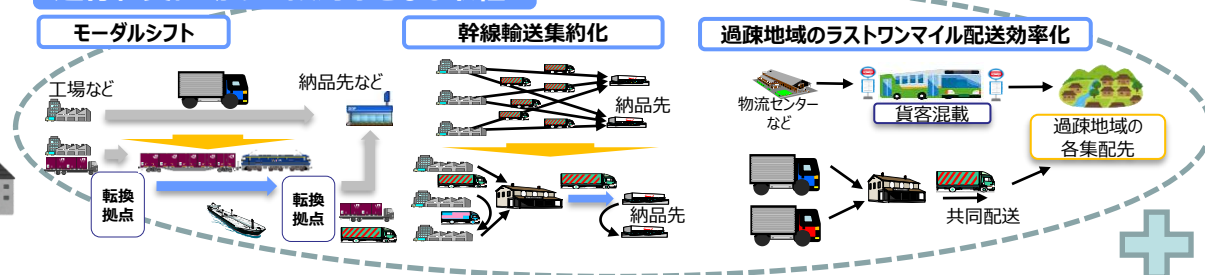 モーダルシフト
工場など
納品先など
転換
拠点
転換
拠点
幹線輸送集約化
納品先
納品先
過疎地域のラストワンマイル配送効率化
物流センター
など
貨客混載
過疎地域の
各集配先
共同配送